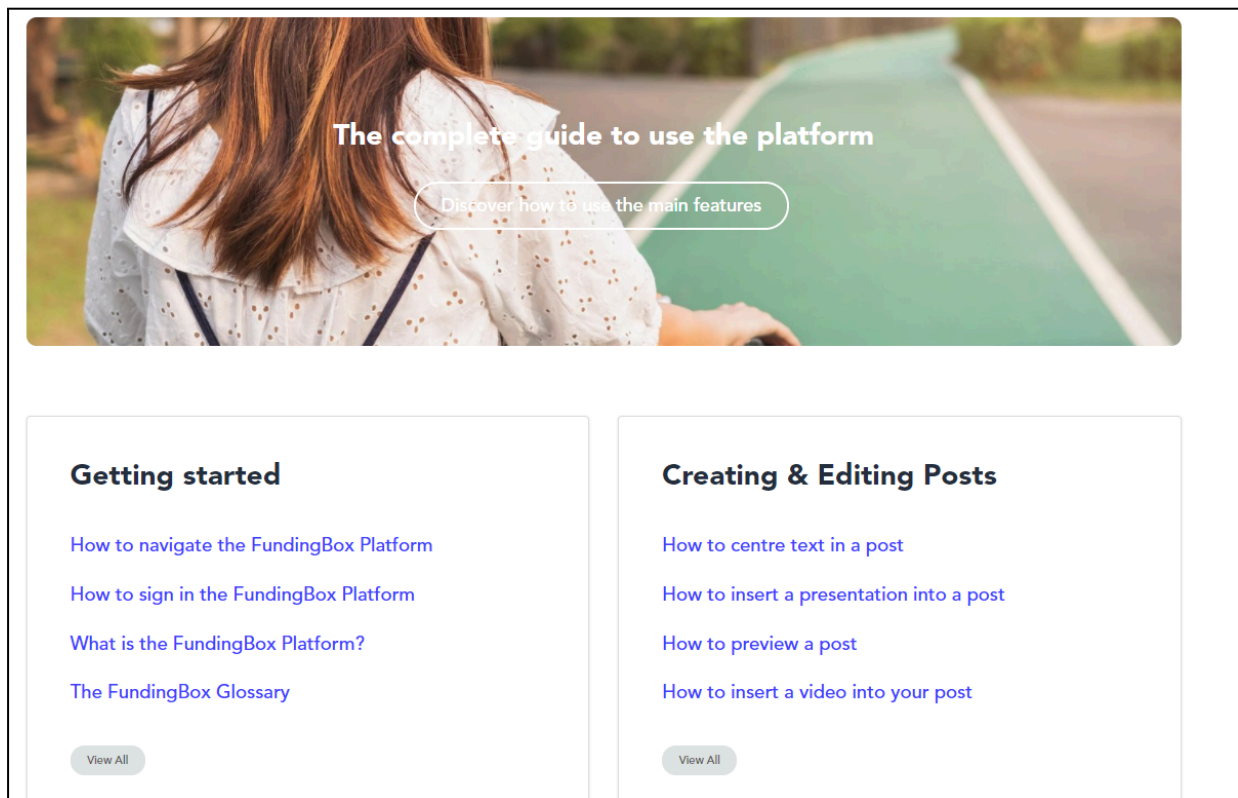 The complete guide to use the platform
Discover how to use the main features
Getting started
How to navigate the FundingBox Platform
How to sign in the FundingBox Platform
What is the FundingBox Platform?
The FundingBox Glossary
View All
Creating & Editing Posts
How to centre text in a post
How to insert a presentation into a post
How to preview a post
How to insert a video into your post
View All